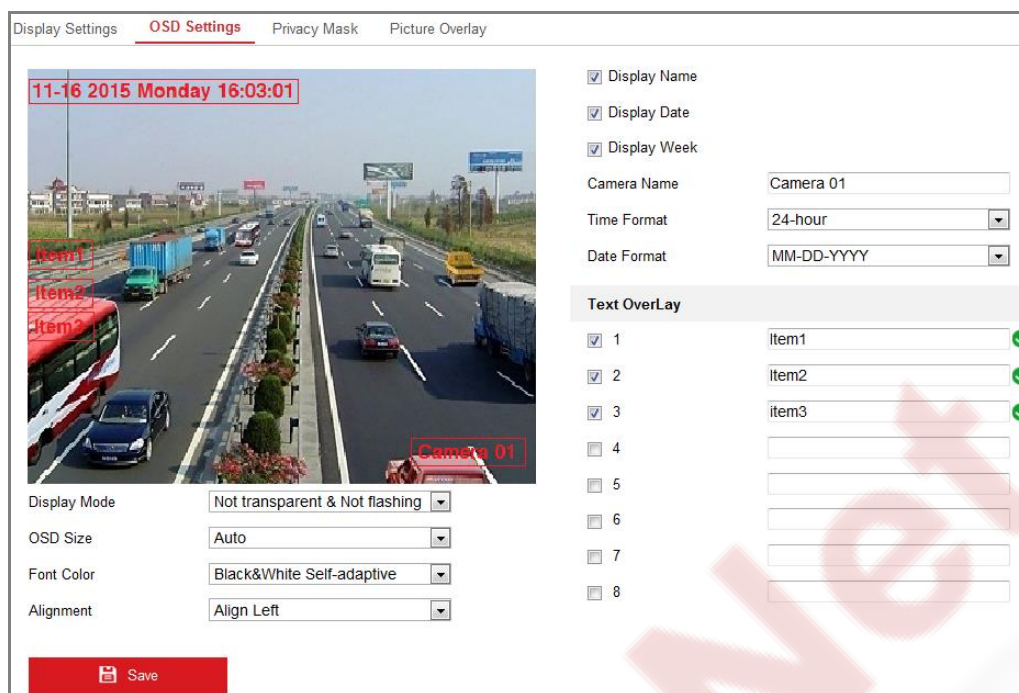 Display Settings OSD Settings Privacy Mask Picture Overlay
11-16 2015 Monday 16:03:01
Item1
Item2
Item3
Camera 01
Display Mode Not transparent & Not flashing
OSD Size Auto
Font Color Black&White Self-adaptive
Alignment Align Left
Save
Display Name
Display Date
Display Week
Camera Name Camera 01
Time Format 24-hour
Date Format MM-DD-YYYY
Text OverLay
1 Item1
2 Item2
3 item3
4
5
6
7
8
Net